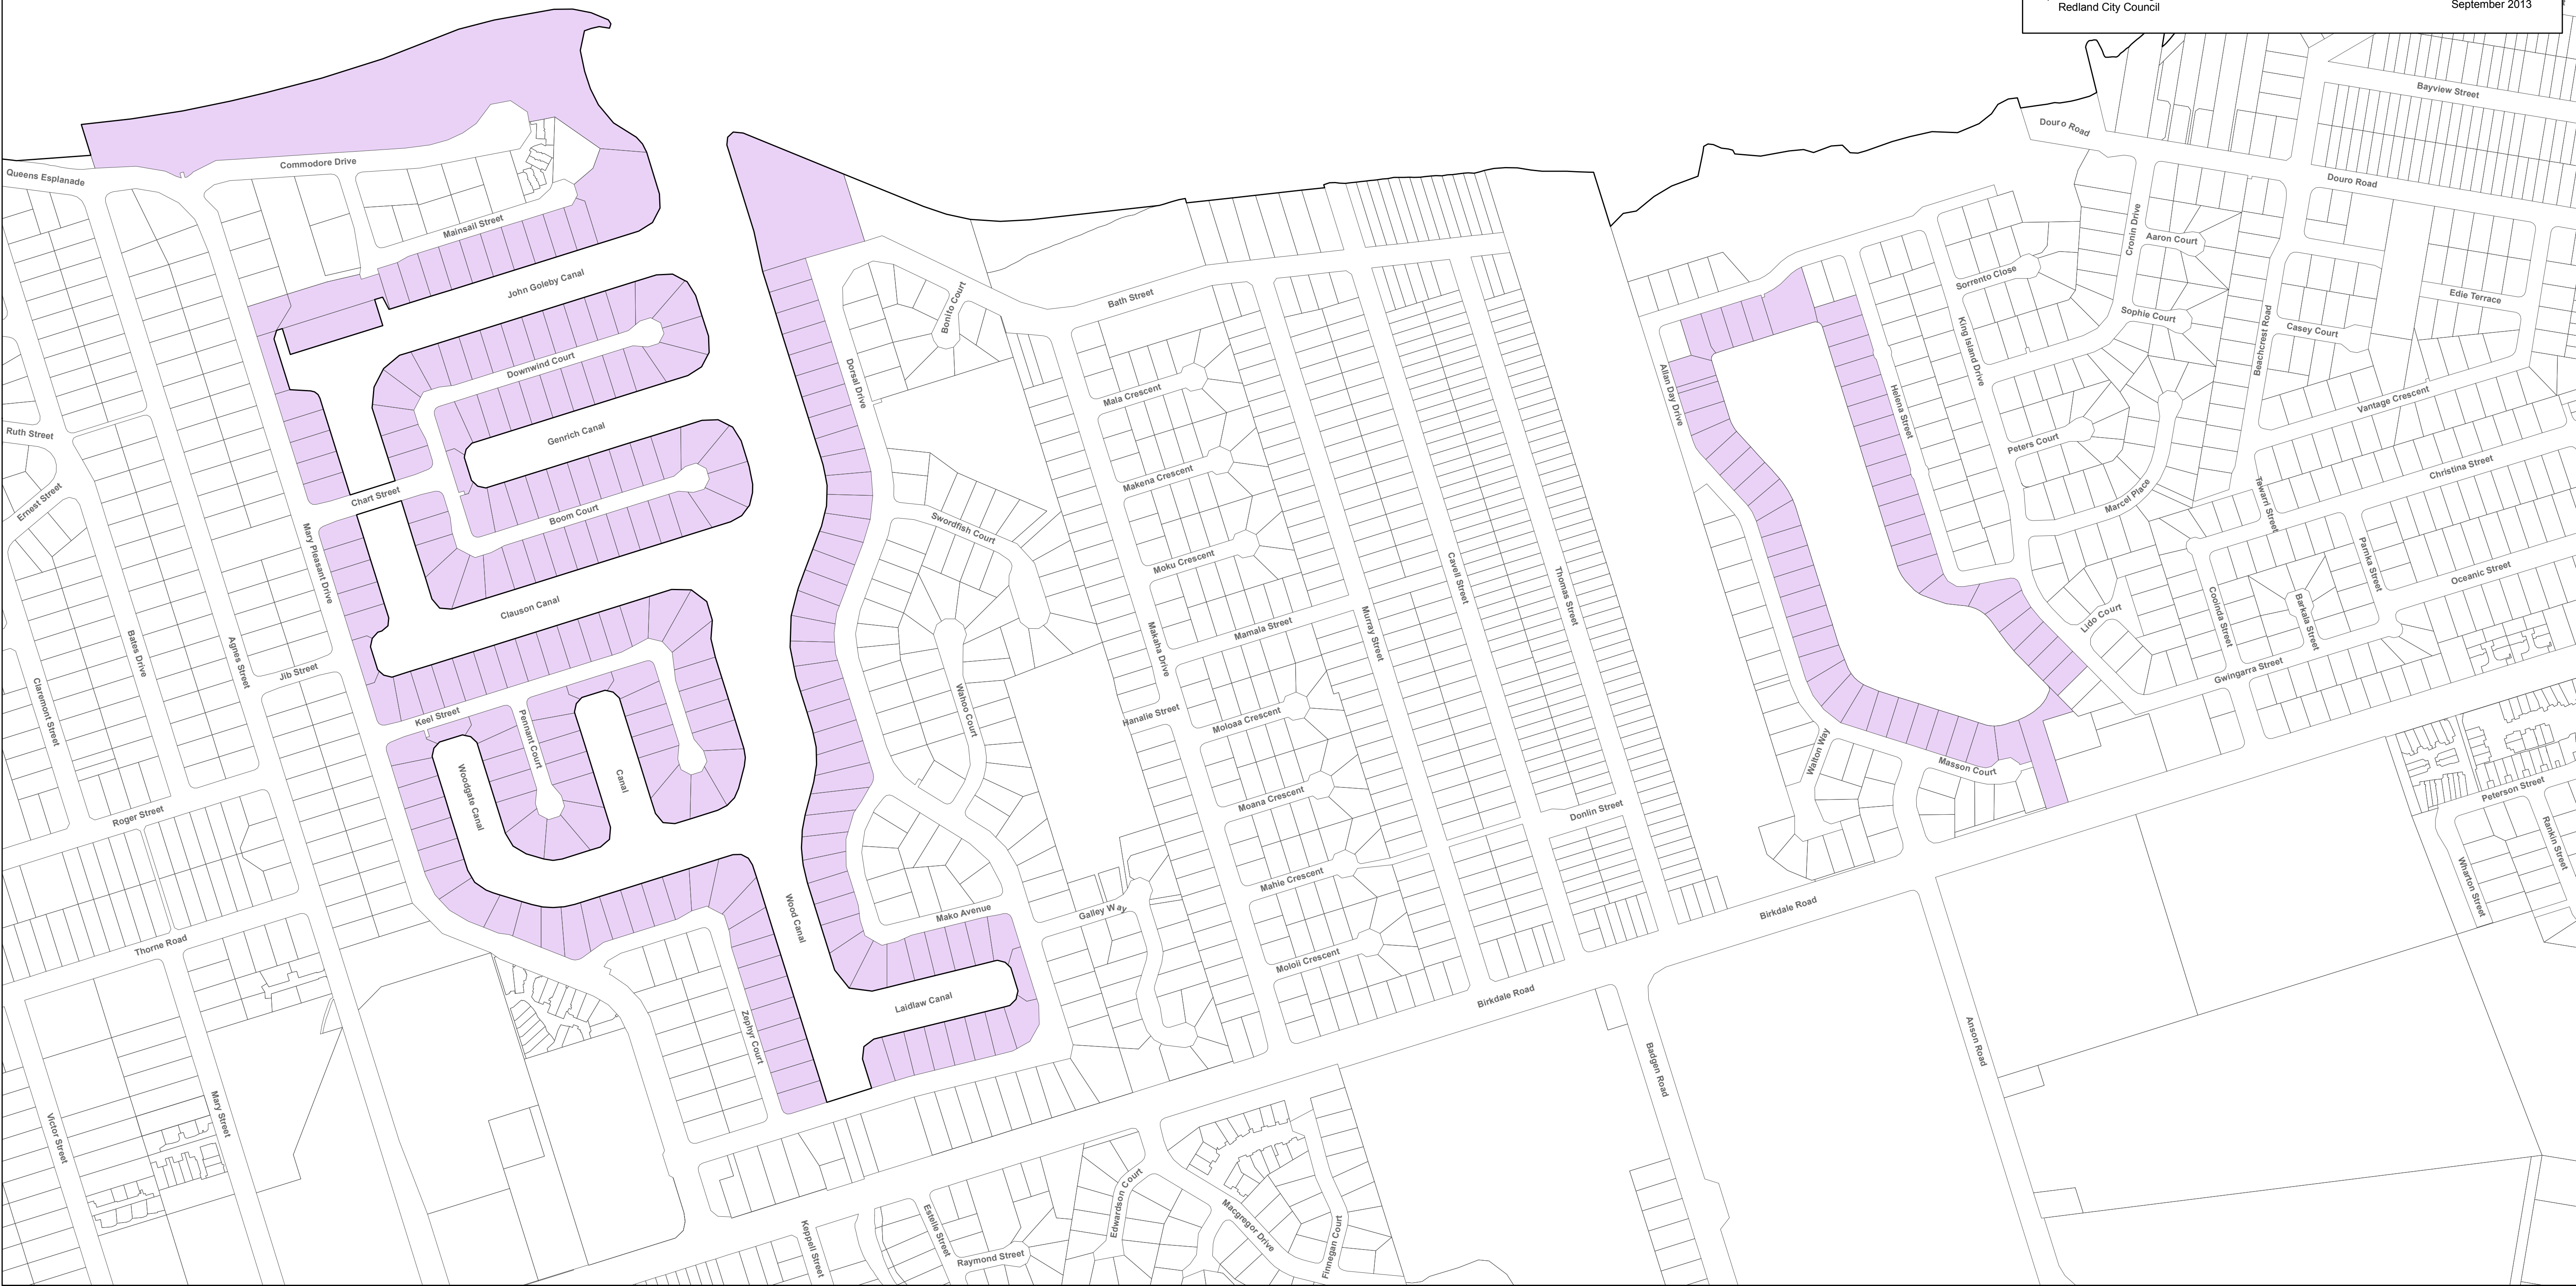 Redland City Council
September 2013
Bayview Street
Douro Road
Queens Esplanade
Commodore Drive
Douro Road
Mainsail Street
Cronin Drive
Aaron Court
John Goleby Canal
Sorrento Close
Bonito Court
Bath Street
Edie Terrace
Sophie Court
Casey Court
Beachcrest Road
King Island Drive
Downwind Court
Dorsal Drive
Mala Crescent
Allan Day Drive
Helena Street
Vantage Crescent
Ruth Street
Genrich Canal
Peters Court
Christina Street
Makena Crescent
Ernest Street
Chart Street
Boom Court
Swordfish Court
Marcel Place
Tawarri Street
Mary Pleasant Drive
Moku Crescent
Cavell Street
Thomas Street
Pamka Street
Oceanic Street
Clauson Canal
Mamala Street
Murray Street
Makaha Drive
Lido Court
Cooinda Street
Barkala Street
Bates Drive
Agnes Street
Jib Street
Gwingarra Street
Claremont Street
Keel Street
Pennant Court
Wahoo Court
Hanalie Street
Moloaa Crescent
Walton Way
Masson Court
Woodgate Canal
Canal
Moana Crescent
Donlin Street
Peterson Street
Roger Street
Rankin Street
Mahie Crescent
Wharton Street
Mako Avenue
Galley Way
Birkdale Road
Wood Canal
Thorne Road
Moloii Crescent
Laidlaw Canal
Birkdale Road
Zephyr Court
Badgen Road
Anson Road
Victor Street
Mary Street
Edwardson Court
Macgregor Drive
Finnegan Court
Estelle Street
Keppell Street
Raymond Street